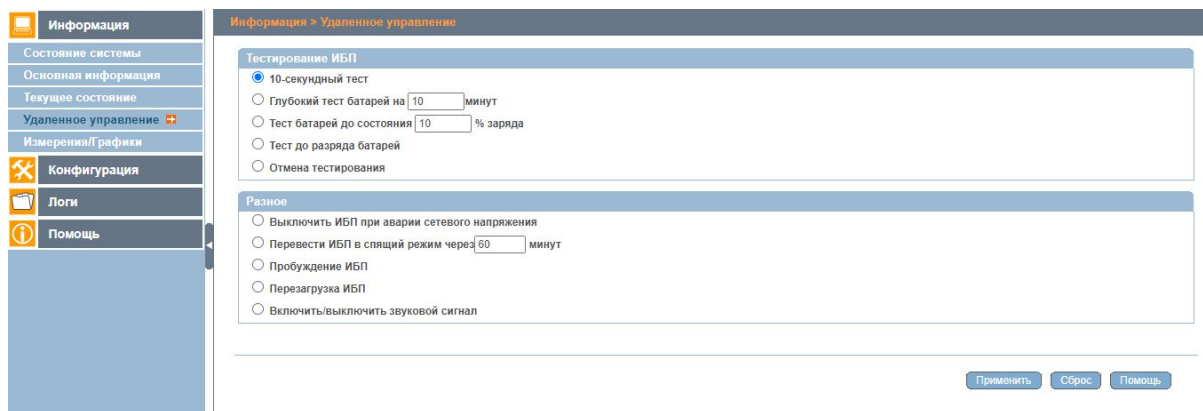 Информация
Состояние системы
Основная информация
Текущее состояние
Удаленное управление
Измерения/Графики
Конфигурация
Логи
Помощь
Информация > Удаленное управление
Тестирование ИБП
10-секундный тест
Глубокий тест батарей на 10 минут
Тест батарей до состояния 10 % заряда
Тест до разряда батарей
Отмена тестирования
Разное
Выключить ИБП при аварии сетевого напряжения
Перевести ИБП в спящий режим через 60 минут
Пробуждение ИБП
Перезагрузка ИБП
Включить/выключить звуковой сигнал
Применить Сброс Помощь